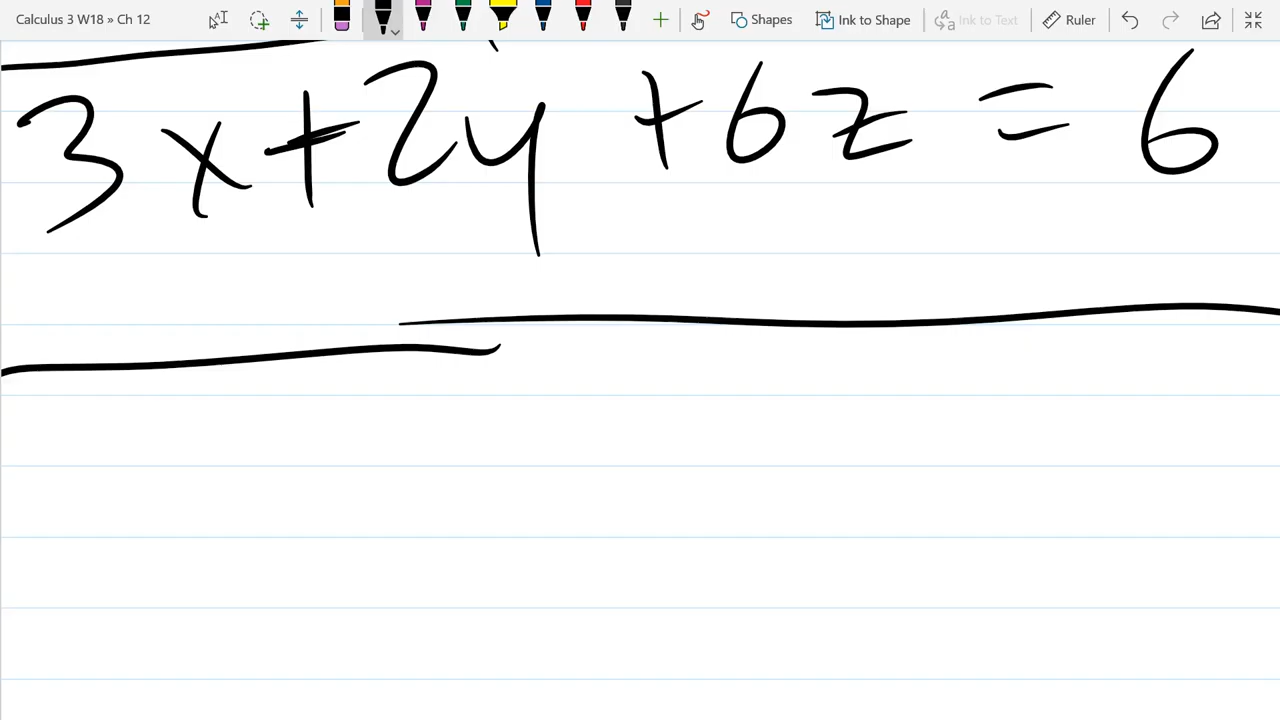 Calculus 3 W18 » Ch 12
Shapes
Ink to Shape
Ink to Text
Ruler
3x+2y+6z=6